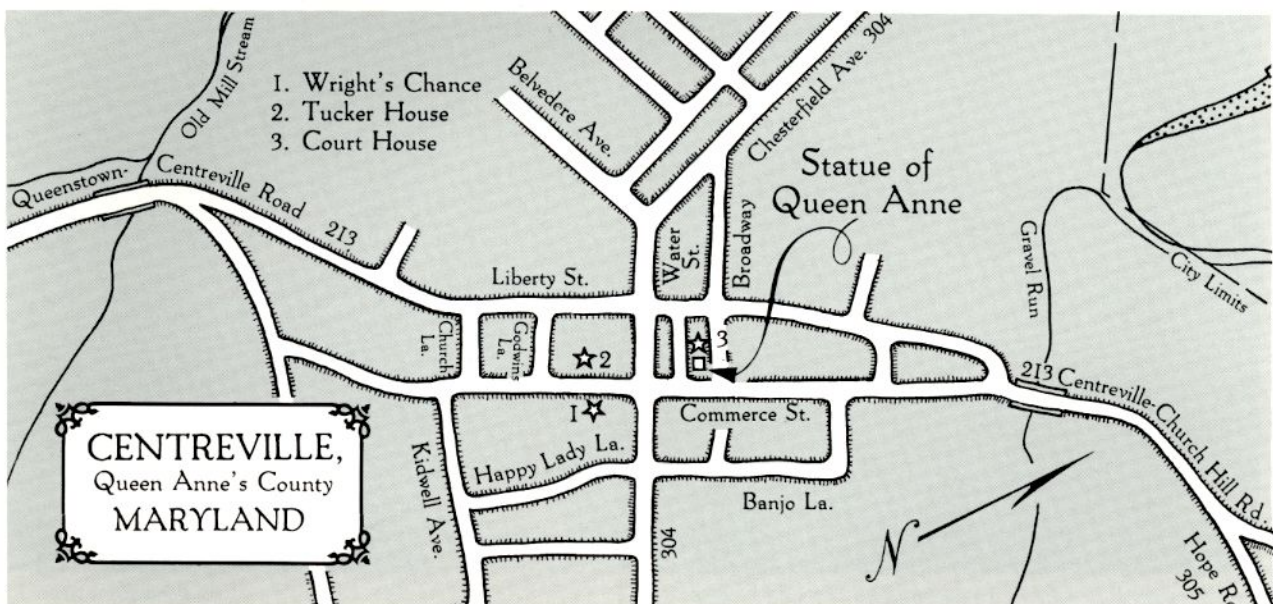 Old Mill Stream
1. Wright's Chance
2. Tucker House
3. Court House
Belvedere Ave.
Chesterfield Ave. 304
Statue of
Queen Anne
Queenstown-
Centreville Road
213
Liberty St.
Water
St.
Broadway
Gravel Run
City Limits
Church
La.
Godwins
La.
2
3
1
Commerce St.
213 Centreville-Church Hill Rd.
Happy Lady La.
Banjo La.
Kidwell Ave.
304
N
Hope R
305
CENTREVILLE,
Queen Anne's County
MARYLAND